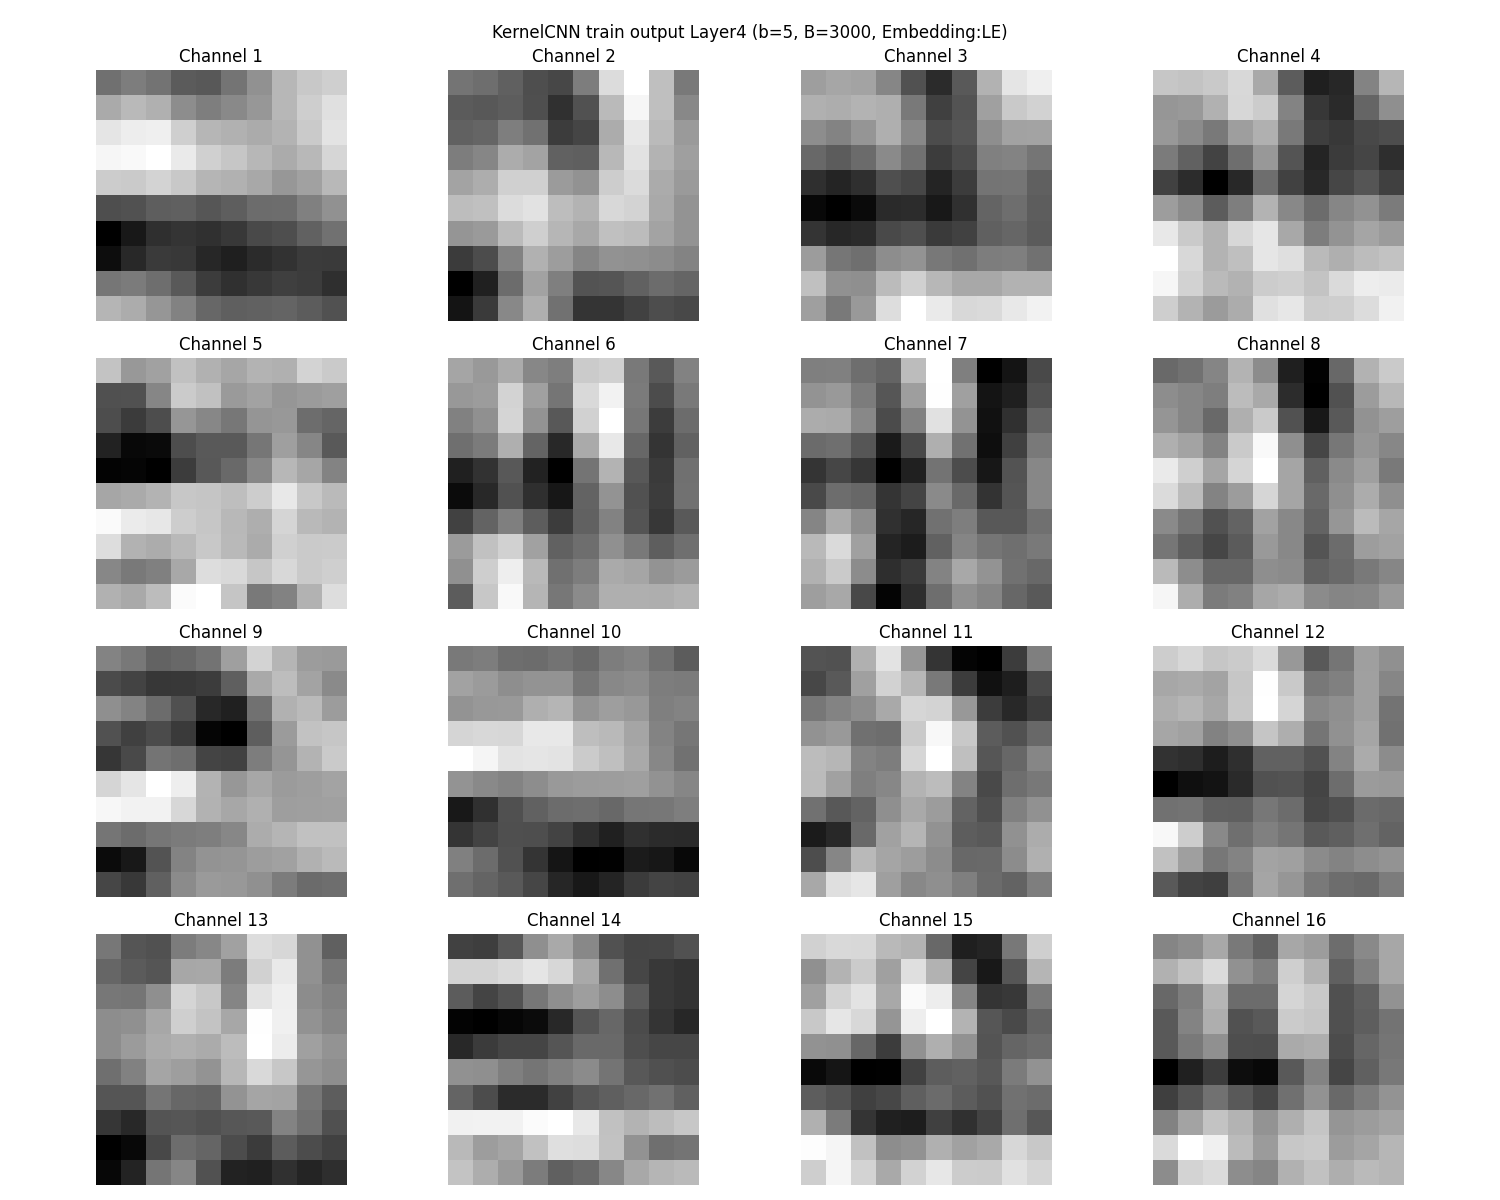 KernelCNN train output Layer4 (b=5, B=3000, Embedding:LE)
Channel 1
Channel 2
Channel 3
Channel 4
Channel 5
Channel 6
Channel 7
Channel 8
Channel 9
Channel 10
Channel 11
Channel 12
Channel 13
Channel 14
Channel 15
Channel 16